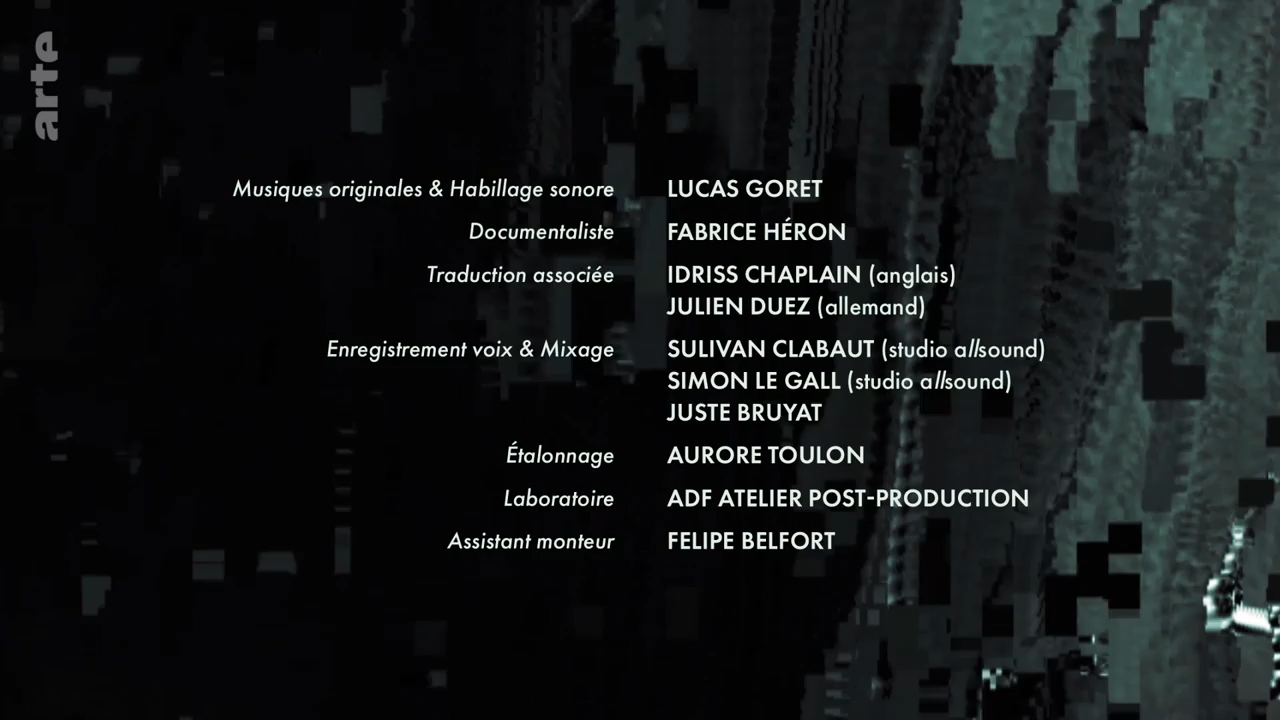 arte
Musiques originales & Habillage sonore LUCAS GORET
Documentaliste FABRICE HÉRON
Traduction associée IDRISS CHAPLAIN (anglais)
JULIEN DUEZ (allemand)
Enregistrement voix & Mixage SULIVAN CLABAUT (studio allsound)
SIMON LE GALL (studio allsound)
JUSTE BRUYAT
Étalonnage AURORE TOULON
Laboratoire ADF ATELIER POST-PRODUCTION
Assistant monteur FELIPE BELFORT